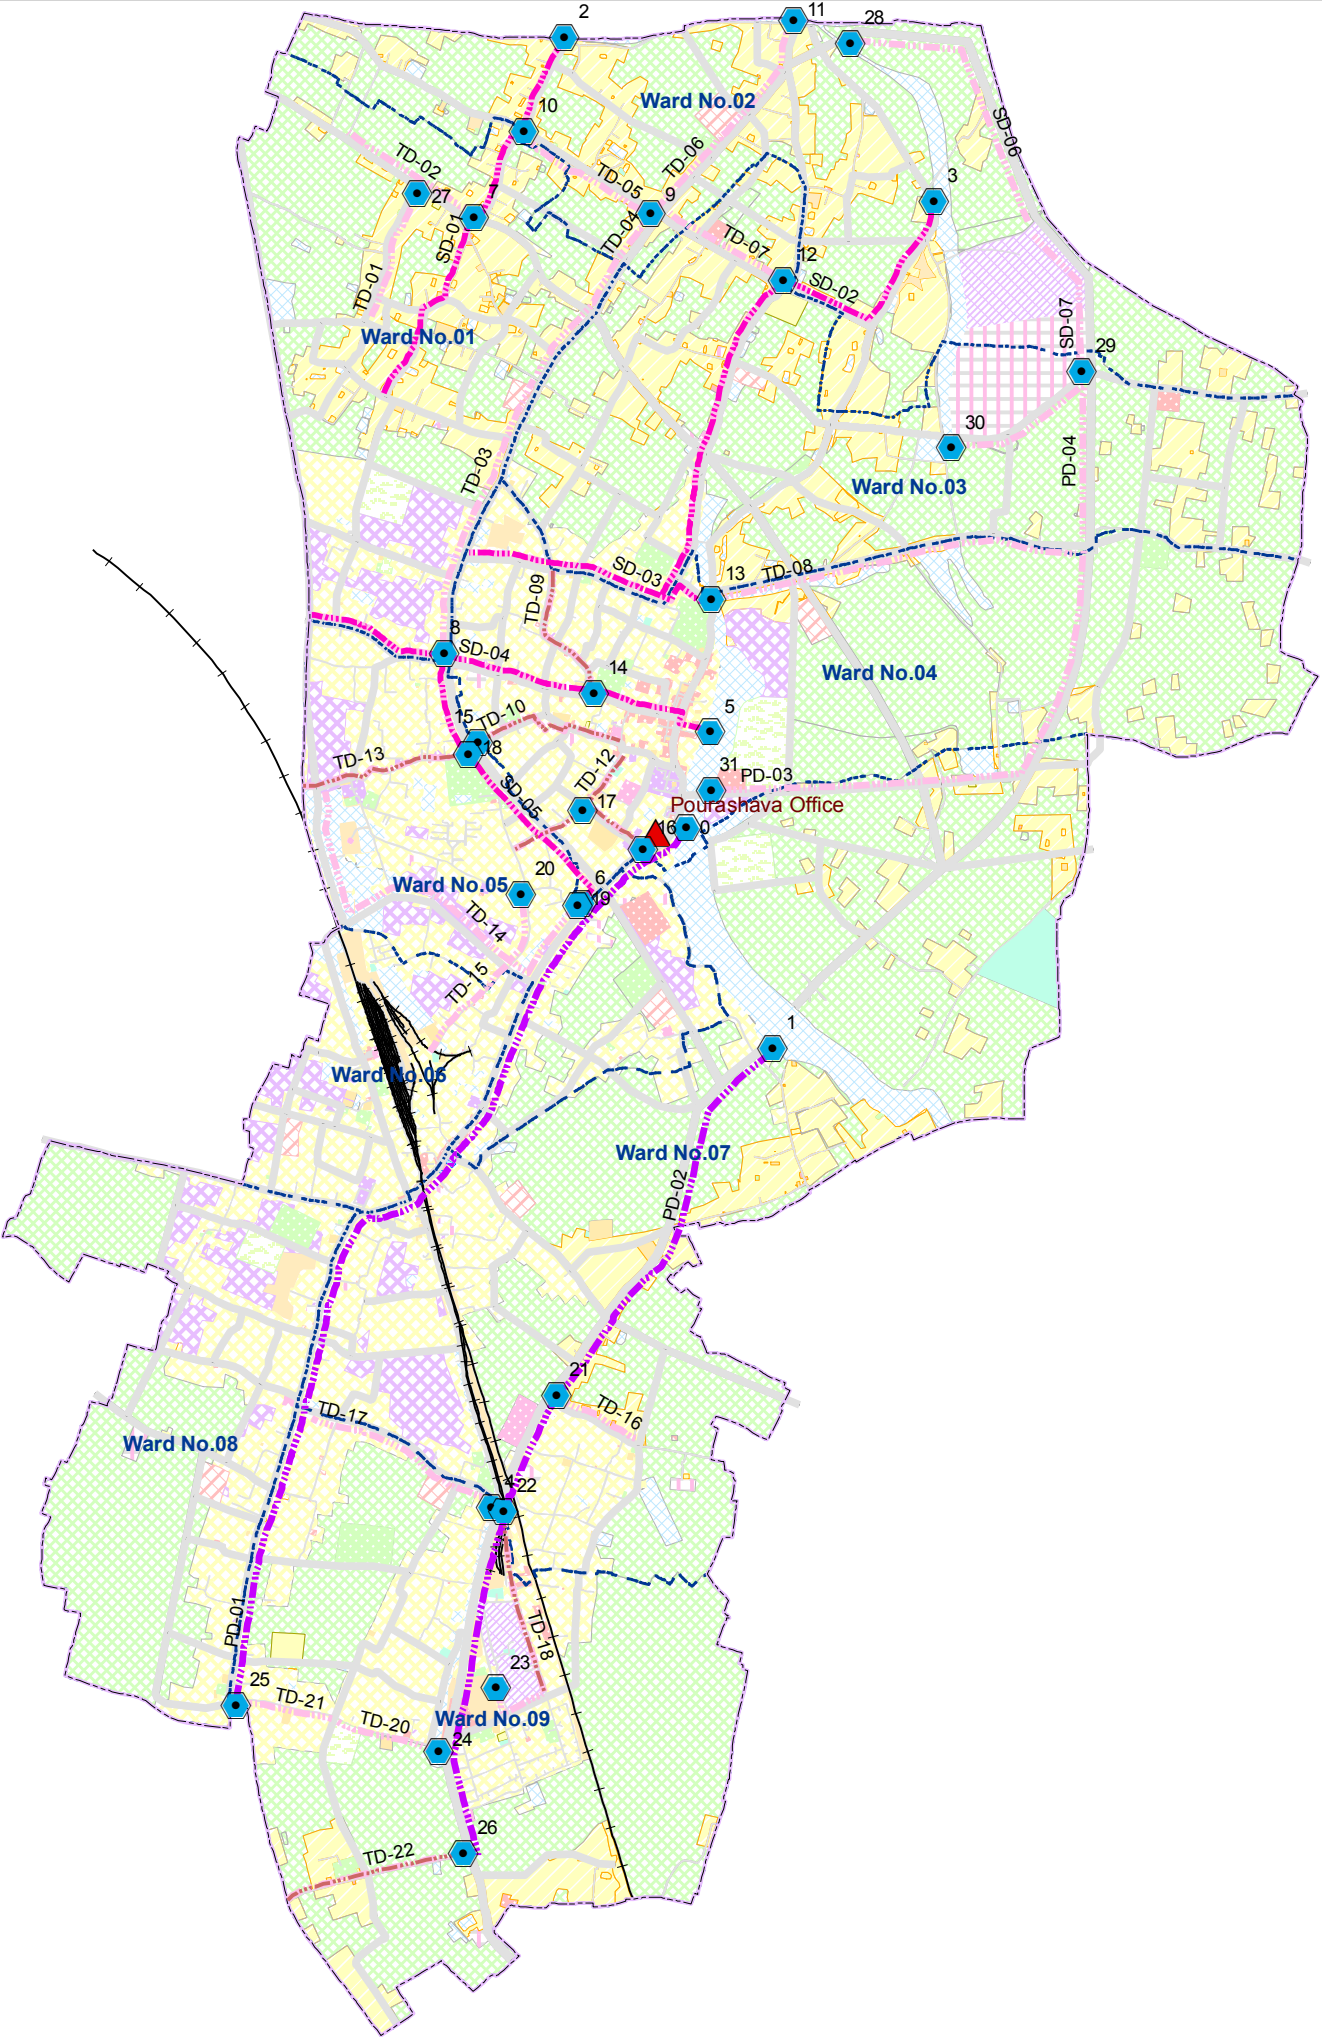 2
11
28
Ward No.02
10
SD-06
TD-06
TD-02
TD-05
3
27
7
9
SD-01
TD-04
TD-07
12
SD-02
TD-01
Ward No.01
SD-07
29
30
TD-03
PD-04
Ward No.03
SD-03
13
TD-08
TD-09
8
SD-04
14
Ward No.04
15
TD-10
5
18
TD-13
TD-12
31
PD-03
SD-05
17
Pourashava Office
16
0
20
Ward No.05
6
19
TD-14
TD-15
1
Ward No.06
Ward No.07
PD-02
21
TD-16
TD-17
Ward No.08
4
22
PD-01
TD-18
23
25
TD-21
Ward No.09
TD-20
24
26
TD-22